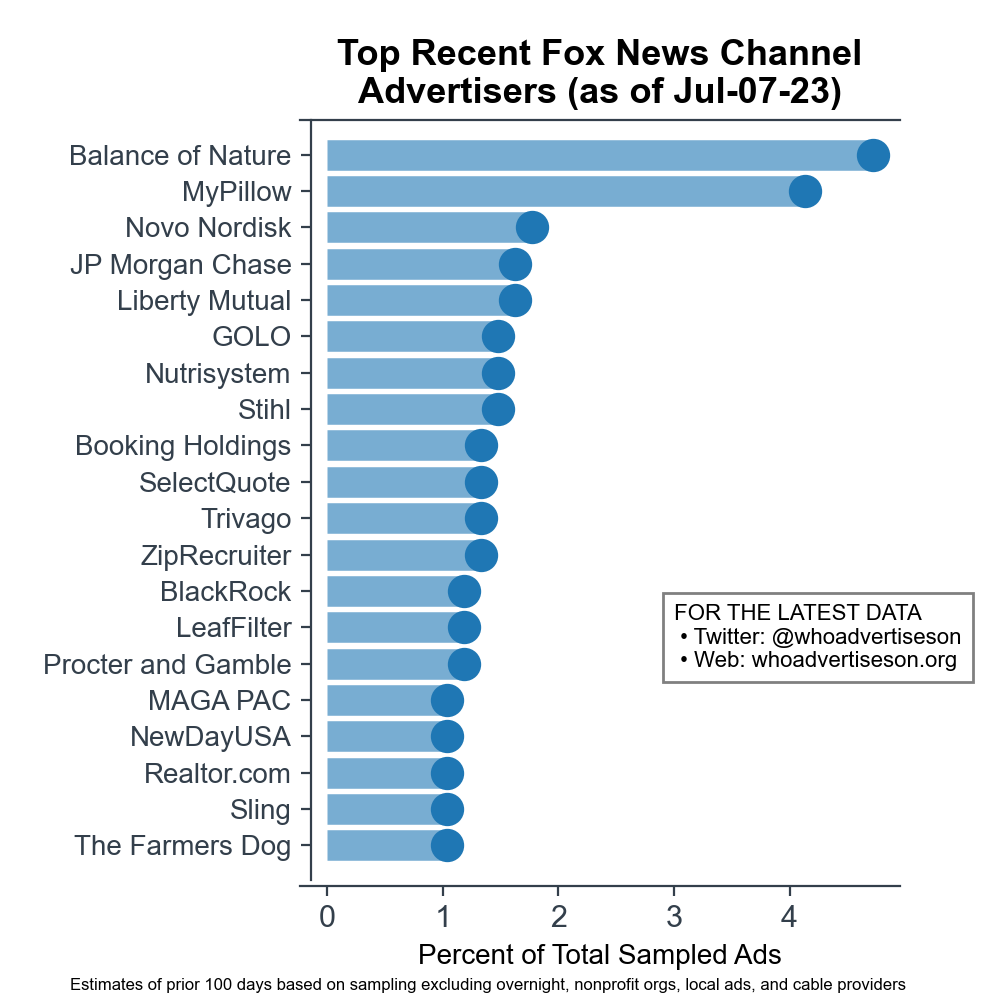 Top Recent Fox News Channel
Advertisers (as of Jul-07-23)
Balance of Nature
MyPillow
Novo Nordisk
JP Morgan Chase
Liberty Mutual
GOLO
Nutrisystem
Stihl
Booking Holdings
SelectQuote
Trivago
ZipRecruiter
BlackRock
LeafFilter
Procter and Gamble
MAGA PAC
NewDayUSA
Realtor.com
Sling
The Farmers Dog
FOR THE LATEST DATA
• Twitter: @whoadvertiseson
• Web: whoadvertiseson.org
0 1 2 3 4
Percent of Total Sampled Ads
Estimates of prior 100 days based on sampling excluding overnight, nonprofit orgs, local ads, and cable providers